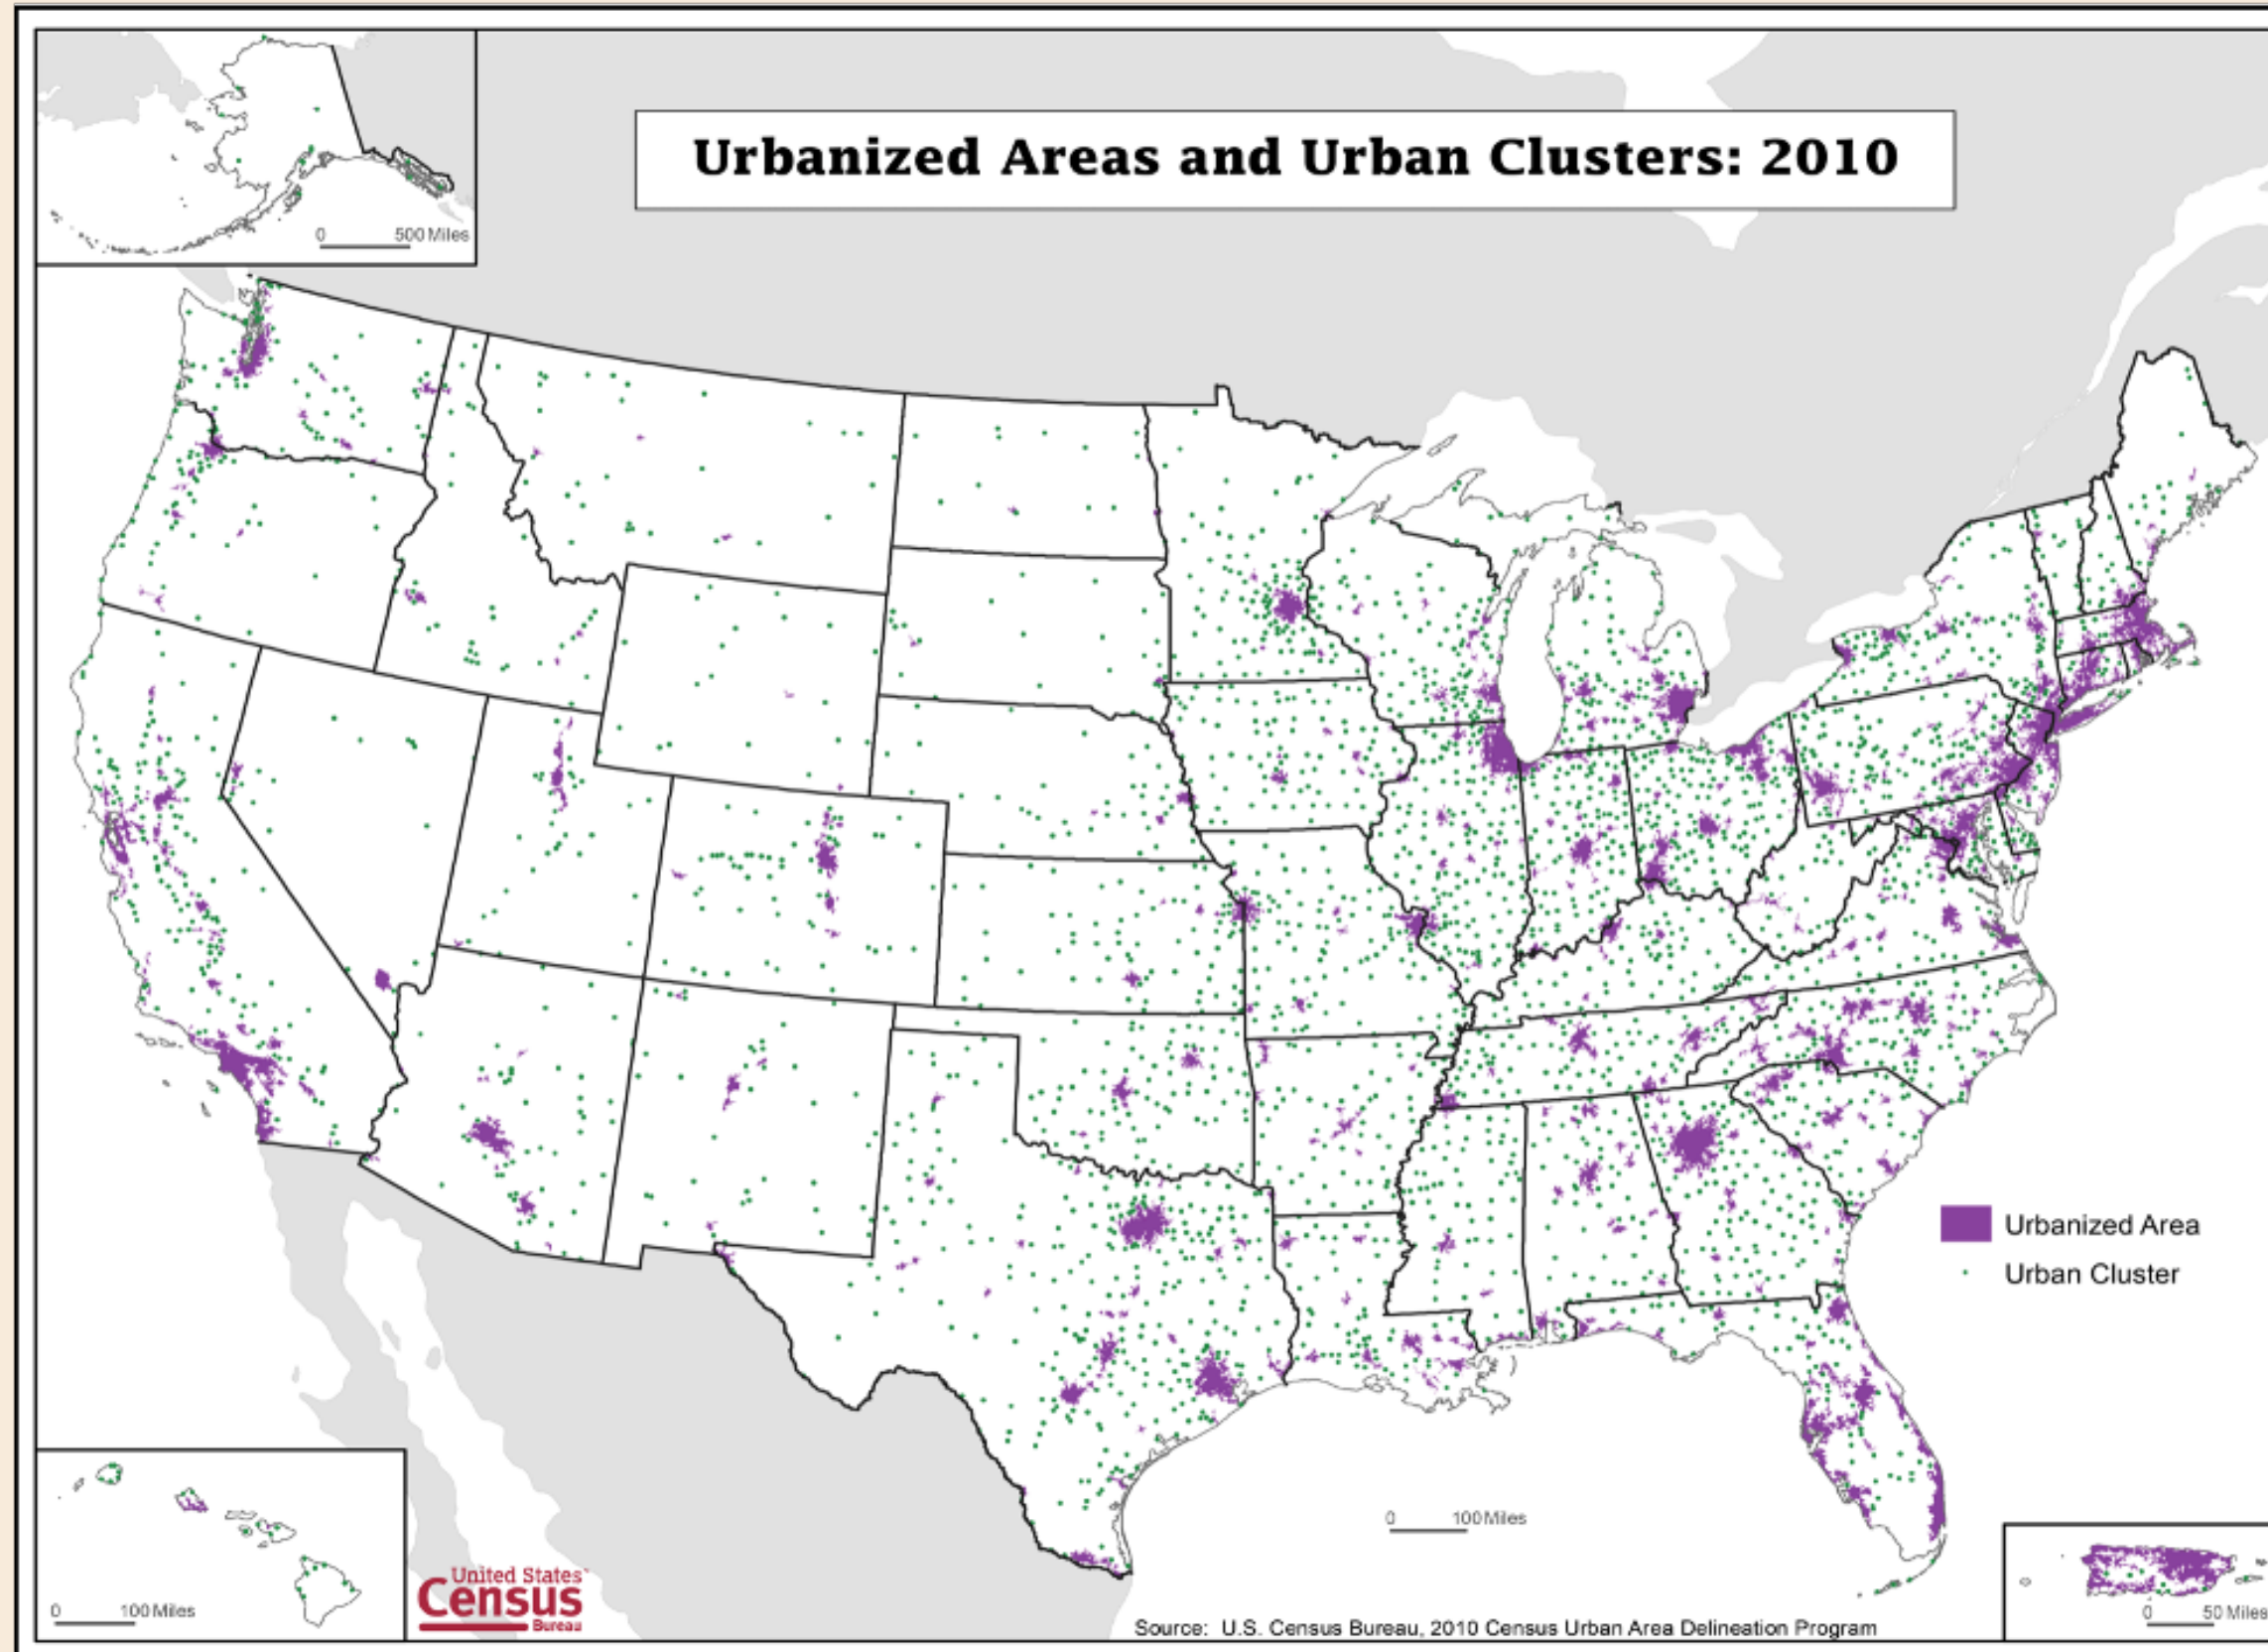 Urbanized Areas and Urban Clusters: 2010
0 500 Miles
Urbanized Area
Urban Cluster
0 100 Miles
0 100 Miles
United States
Census
Bureau
0 50 Miles
Source: U.S. Census Bureau, 2010 Census Urban Area Delineation Program